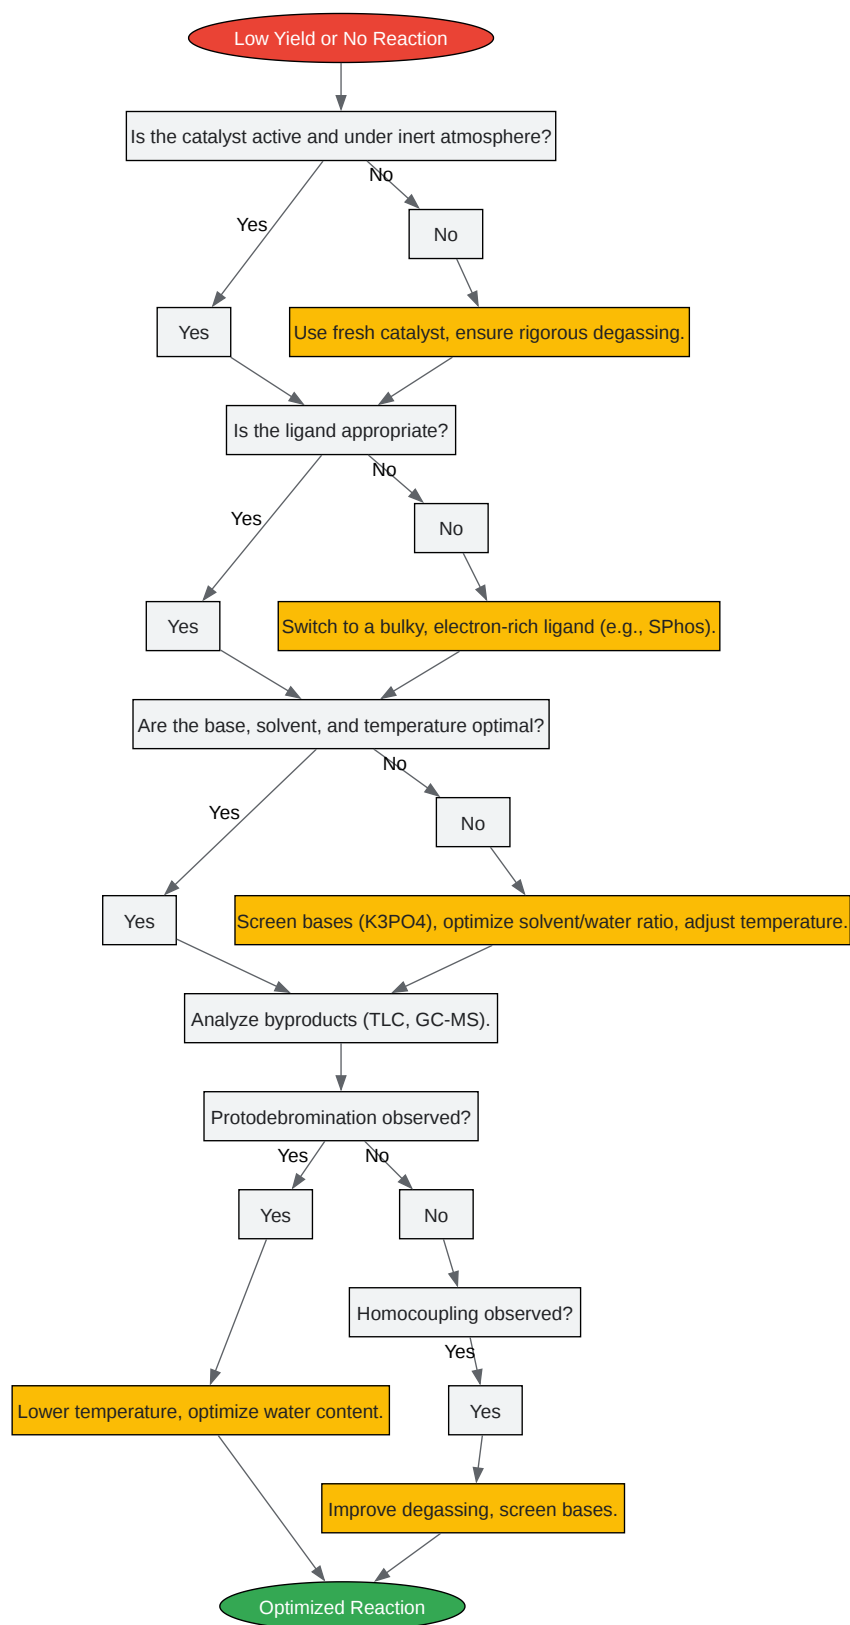 Low Yield or No Reaction
Is the catalyst active and under inert atmosphere?
No
Yes
No
Yes
Use fresh catalyst, ensure rigorous degassing.
Is the ligand appropriate?
No
Yes
No
Yes
Switch to a bulky, electron-rich ligand (e.g., SPhos).
Are the base, solvent, and temperature optimal?
No
Yes
No
Yes
Screen bases (K3PO4), optimize solvent/water ratio, adjust temperature.
Analyze byproducts (TLC, GC-MS).
Protodebromination observed?
Yes
No
Yes
No
Homocoupling observed?
Yes
Lower temperature, optimize water content.
Yes
Improve degassing, screen bases.
Optimized Reaction